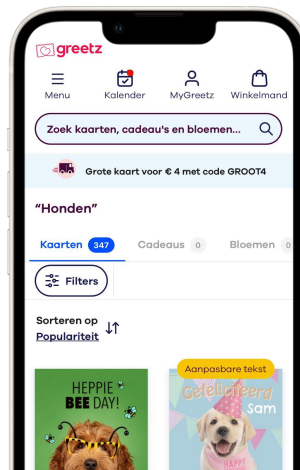 greetz
Menu
Kalender
MyGreetz
Winkelmand
Zoek kaarten, cadeau's en bloemen...
Grote kaart voor € 4 met code GROOT4
“Honden”
Kaarten 347
Cadeaus 0
Bloemen 0
Filters
Sorteren op
Populariteit
HEPPIE
BEE DAY!
Aanpasbare tekst
Gefeliciteerd
Sam
HAPPY